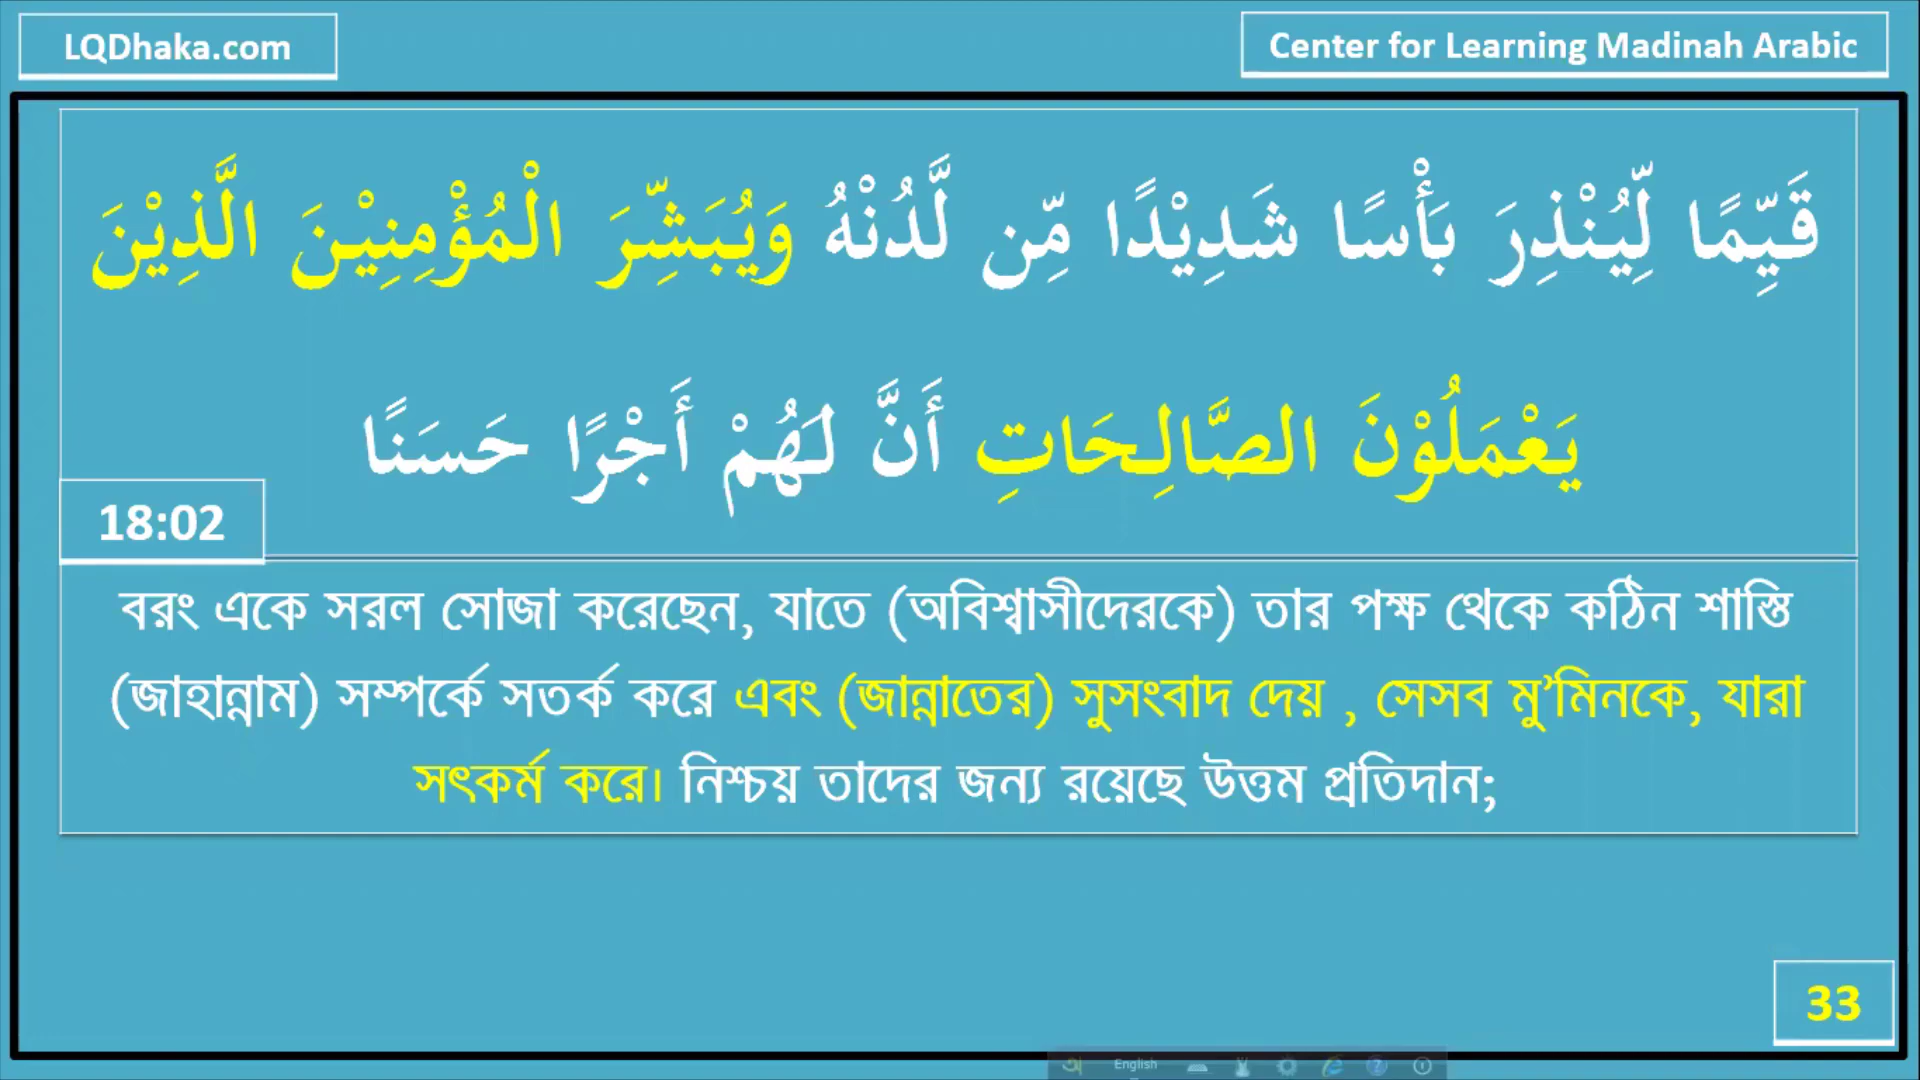 LQDhaka.com
Center for Learning Madinah Arabic
قَيِّمًا لِّيُنْذِرَ بَأْسًا شَدِيْدًا مِّن لَّدُنْهُ وَيُبَشِّرَ الْمُؤْمِنِيْنَ الَّذِيْنَ
يَعْمَلُوْنَ الصَّالِحَاتِ أَنَّ لَهُمْ أَجْرًا حَسَنًا
18:02
বরং একে সরল সোজা করেছেন, যাতে (অবিশ্বাসীদেরকে) তার পক্ষ থেকে কঠিন শাস্তি
(জাহান্নাম) সম্পর্কে সতর্ক করে এবং (জান্নাতের) সুসংবাদ দেয় , সেসব মু’মিনকে, যারা
সৎকর্ম করে। নিশ্চয় তাদের জন্য রয়েছে উত্তম প্রতিদান;
33
অ English